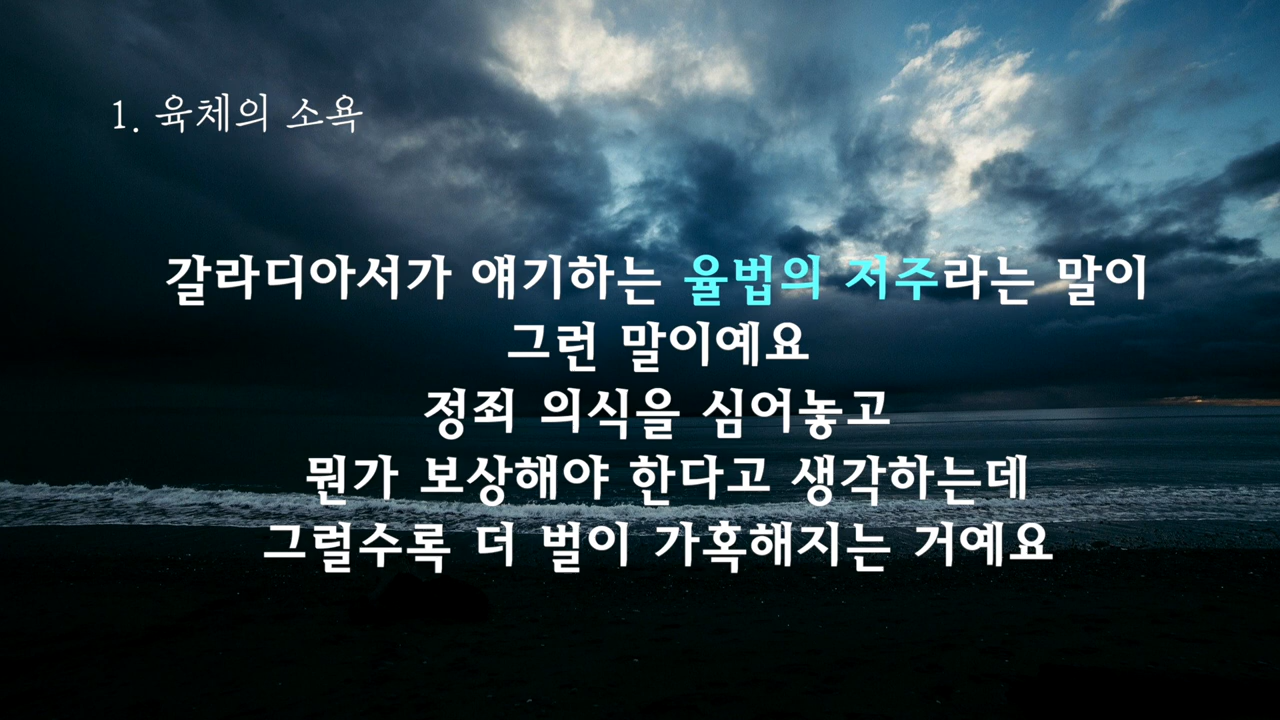 1. 육체의 소욕
갈라디아서가 얘기하는 율법의 저주라는 말이
그런 말이예요
정죄 의식을 심어놓고
뭔가 보상해야 한다고 생각하는데
그럴수록 더 벌이 가혹해지는 거예요